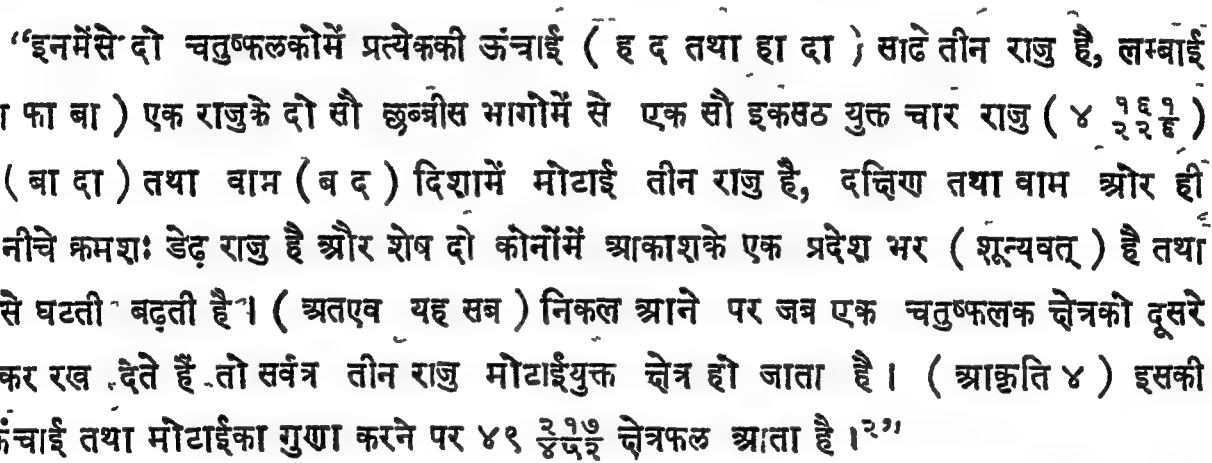 “इनमेंसे दो चतुष्फलकोमें प्रत्येककी ऊंचाई ( ह द तथा हा दा ) साढे तीन राजु है, लम्बाई
फा बा ) एक राजुके दो सौ छब्बीस भागोमें से एक सौ इकसठ युक्त चार राजु ( ४ १६१/२२६ )
( बा दा ) तथा वाम ( ब द ) दिशामें मोटाई तीन राजु है, दक्षिण तथा वाम ओर ही
नीचे क्रमशः डेढ़ राजु है और शेष दो कोनोंमें आकाशके एक प्रदेश भर ( शून्यवत् ) है तथा
से घटती बढ़ती है । ( अतएव यह सब ) निकल आने पर जब एक चतुष्फलक क्षेत्रको दूसरे
कर रख देते हैं तो सर्वत्र तीन राजु मोटाईयुक्त क्षेत्र हो जाता है । ( आकृति ४ ) इसकी
ऊंचाई तथा मोटाईका गुणा करने पर ४९ २१७/४५२ क्षेत्रफल आता है ।२”